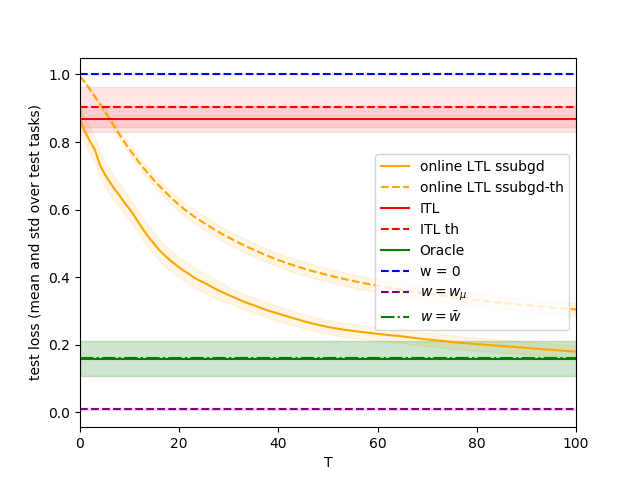 test loss (mean and std over test tasks)
1.0
0.8
0.6
0.4
0.2
0.0
0 20 40 60 80 100
T
online LTL ssubgd
online LTL ssubgd-th
ITL
ITL th
Oracle
w = 0
w = w_μ
w = w̄